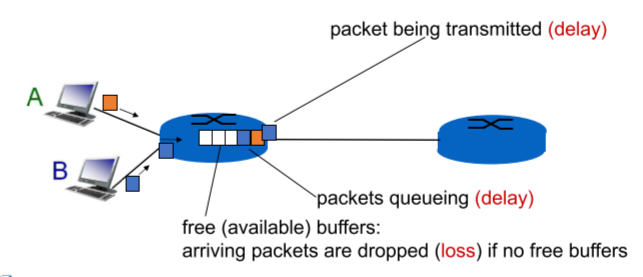 packet being transmitted (delay)
A
B
packets queueing (delay)
free (available) buffers:
arriving packets are dropped (loss) if no free buffers